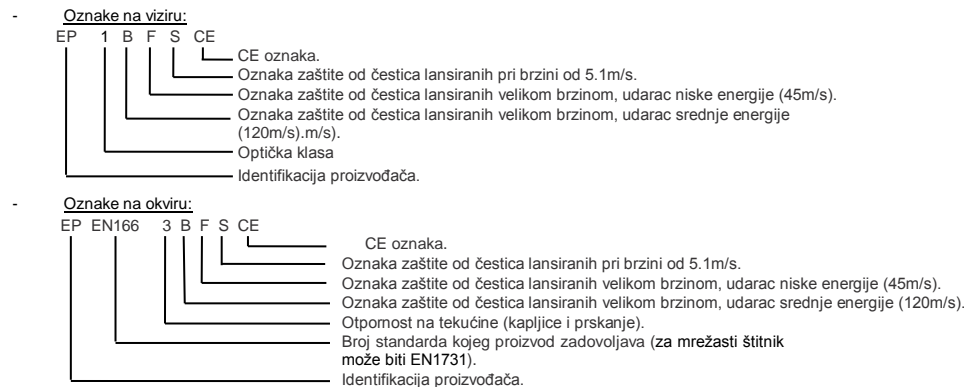 - Oznake na viziru:
EP 1 B F S CE
CE oznaka.
Oznaka zaštite od čestica lansiranih pri brzini od 5.1m/s.
Oznaka zaštite od čestica lansiranih velikom brzinom, udarac niske energije (45m/s).
Oznaka zaštite od čestica lansiranih velikom brzinom, udarac srednje energije
(120m/s).m/s).
Optička klasa
Identifikacija proizvođača.
- Oznake na okviru:
EP EN166 3 B F S CE
CE oznaka.
Oznaka zaštite od čestica lansiranih pri brzini od 5.1m/s.
Oznaka zaštite od čestica lansiranih velikom brzinom, udarac niske energije (45m/s).
Oznaka zaštite od čestica lansiranih velikom brzinom, udarac srednje energije (120m/s).
Otpornost na tekućine (kapljice i prskanje).
Broj standarda kojeg proizvod zadovoljava (za mrežasti štitnik
može biti EN1731).
Identifikacija proizvođača.